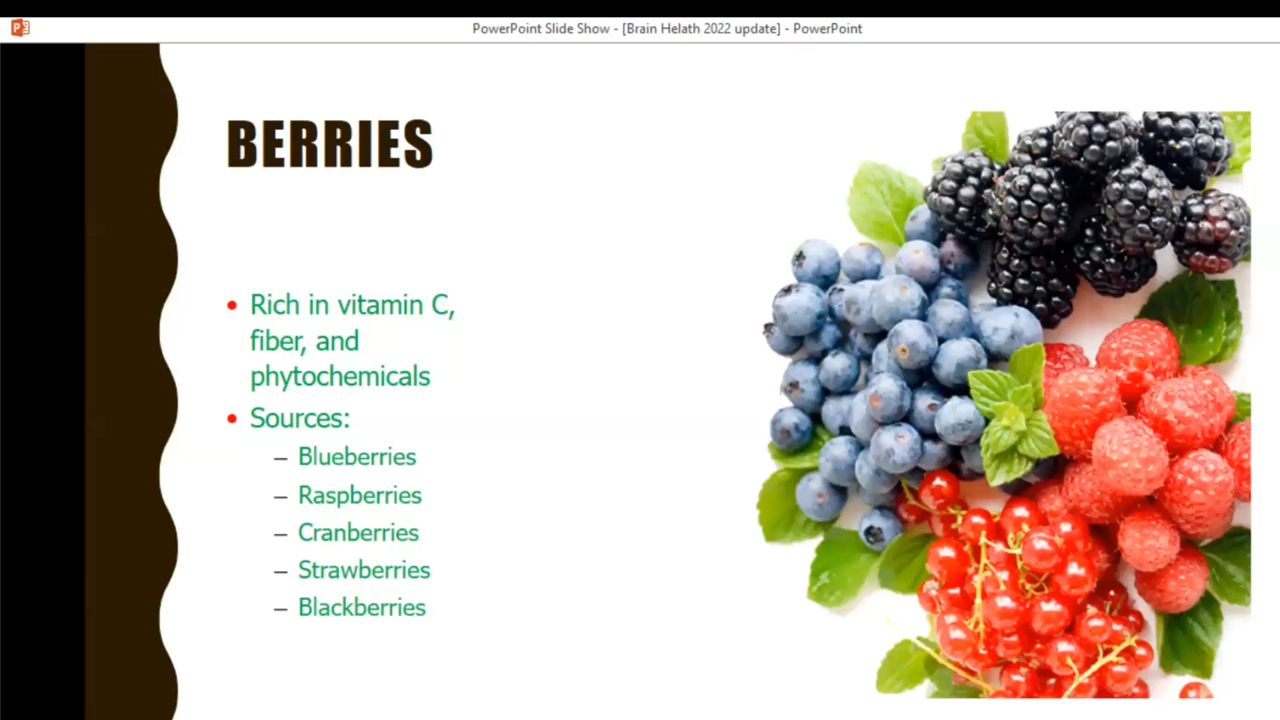 PowerPoint Slide Show - [Brain Helath 2022 update] - PowerPoint
BERRIES
• Rich in vitamin C,
fiber, and
phytochemicals
• Sources:
– Blueberries
– Raspberries
– Cranberries
– Strawberries
– Blackberries